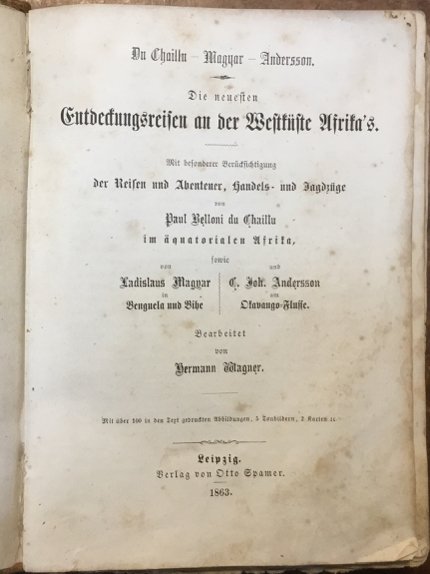 Du Chaillu – Magyar – Andersson.
Die neuesten
Entdeckungsreisen an der Westküste Afrika's.
Mit besonderer Berücksichtigung
der Reisen und Abenteuer, Handels- und Jagdzüge
von
Paul Belloni du Chaillu
im äquatorialen Afrika,
sowie
von und
Ladislaus Magyar C. Joh. Andersson
in am
Benguela und Bihe Okavango-Flusse.
Bearbeitet
von
Hermann Wagner.
Mit über 100 in den Text gedruckten Abbildungen, 5 Tonbildern, 2 Karten ꝛc.
Leipzig.
Verlag von Otto Spamer.
1863.